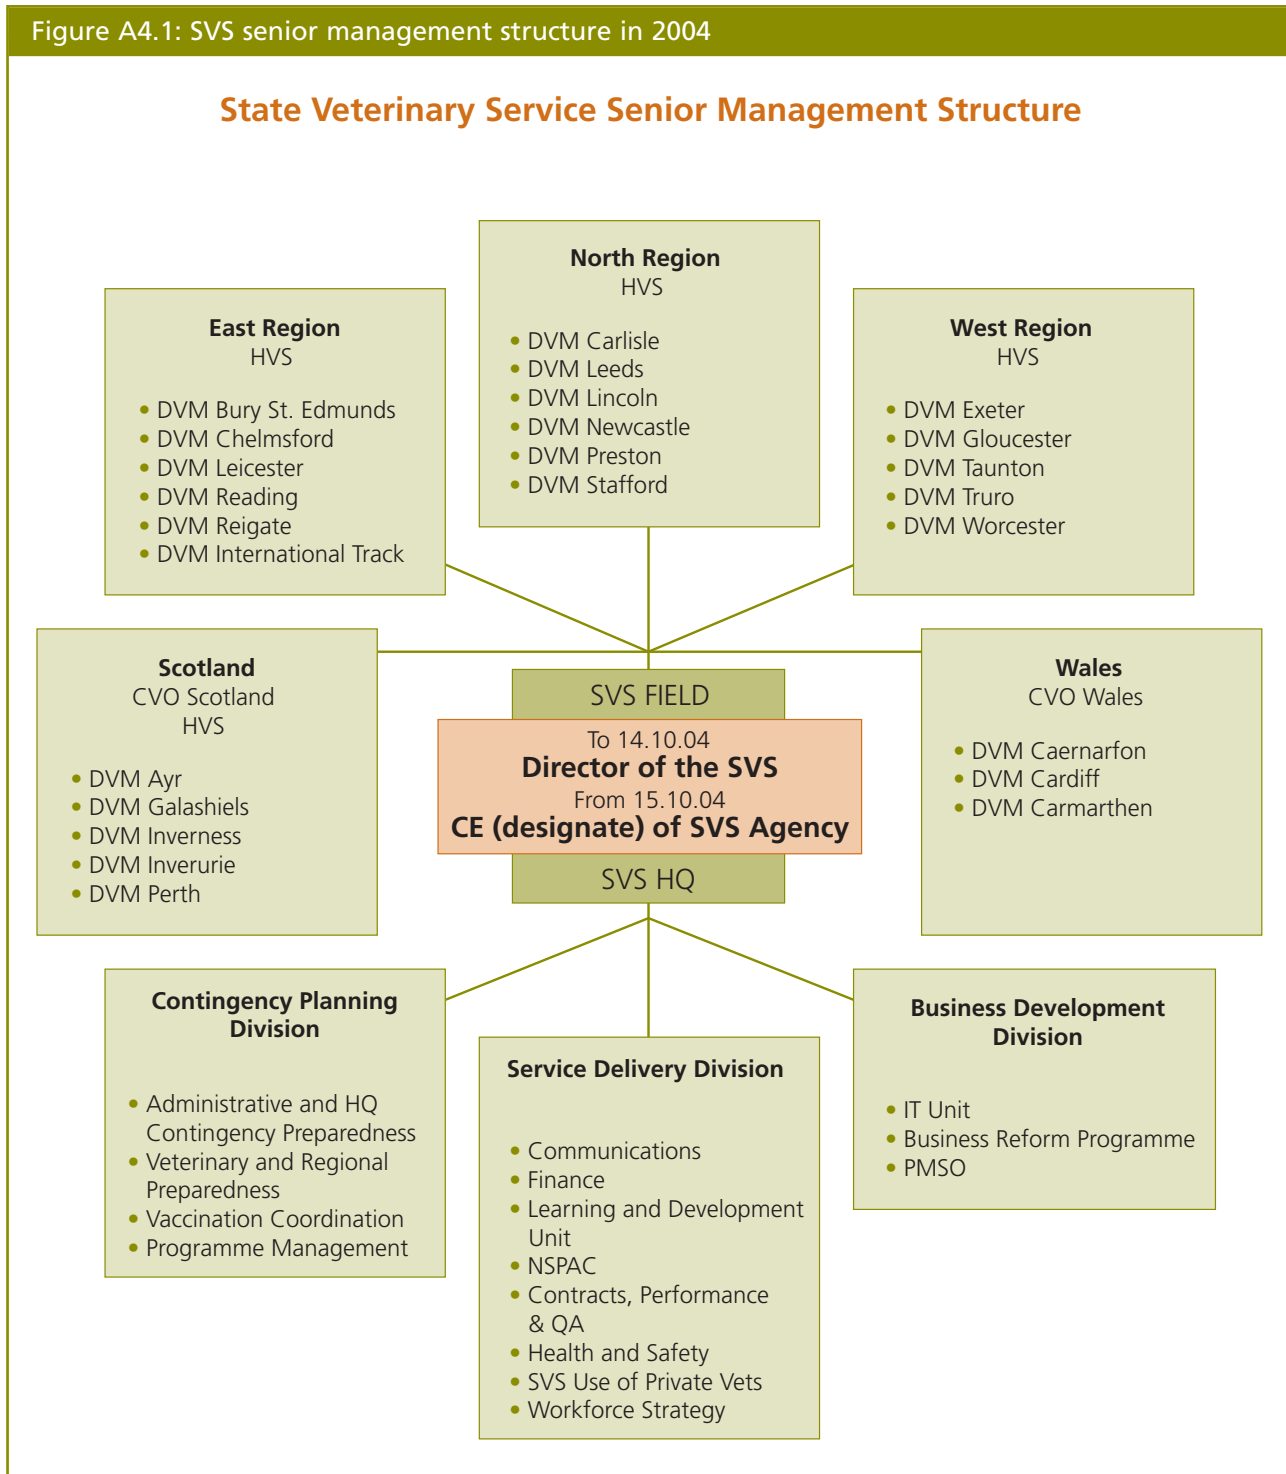 Figure A4.1: SVS senior management structure in 2004
State Veterinary Service Senior Management Structure
North Region
HVS
• DVM Carlisle
• DVM Leeds
• DVM Lincoln
• DVM Newcastle
• DVM Preston
• DVM Stafford
East Region
HVS
• DVM Bury St. Edmunds
• DVM Chelmsford
• DVM Leicester
• DVM Reading
• DVM Reigate
• DVM International Track
West Region
HVS
• DVM Exeter
• DVM Gloucester
• DVM Taunton
• DVM Truro
• DVM Worcester
Scotland
CVO Scotland
HVS
• DVM Ayr
• DVM Galashiels
• DVM Inverness
• DVM Inverurie
• DVM Perth
SVS FIELD
To 14.10.04
Director of the SVS
From 15.10.04
CE (designate) of SVS Agency
SVS HQ
Wales
CVO Wales
• DVM Caernarfon
• DVM Cardiff
• DVM Carmarthen
Contingency Planning
Division
• Administrative and HQ
Contingency Preparedness
• Veterinary and Regional
Preparedness
• Vaccination Coordination
• Programme Management
Service Delivery Division
• Communications
• Finance
• Learning and Development
Unit
• NSPAC
• Contracts, Performance
& QA
• Health and Safety
• SVS Use of Private Vets
• Workforce Strategy
Business Development
Division
• IT Unit
• Business Reform Programme
• PMSO